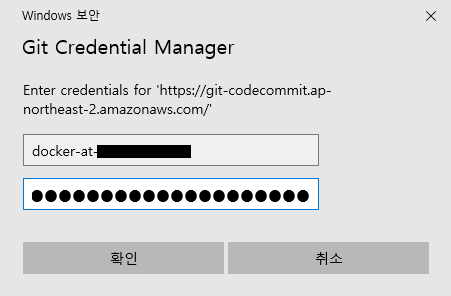 Windows 보안
Git Credential Manager
Enter credentials for 'https://git-codecommit.ap-
northeast-2.amazonaws.com/'
docker-at-
확인
취소